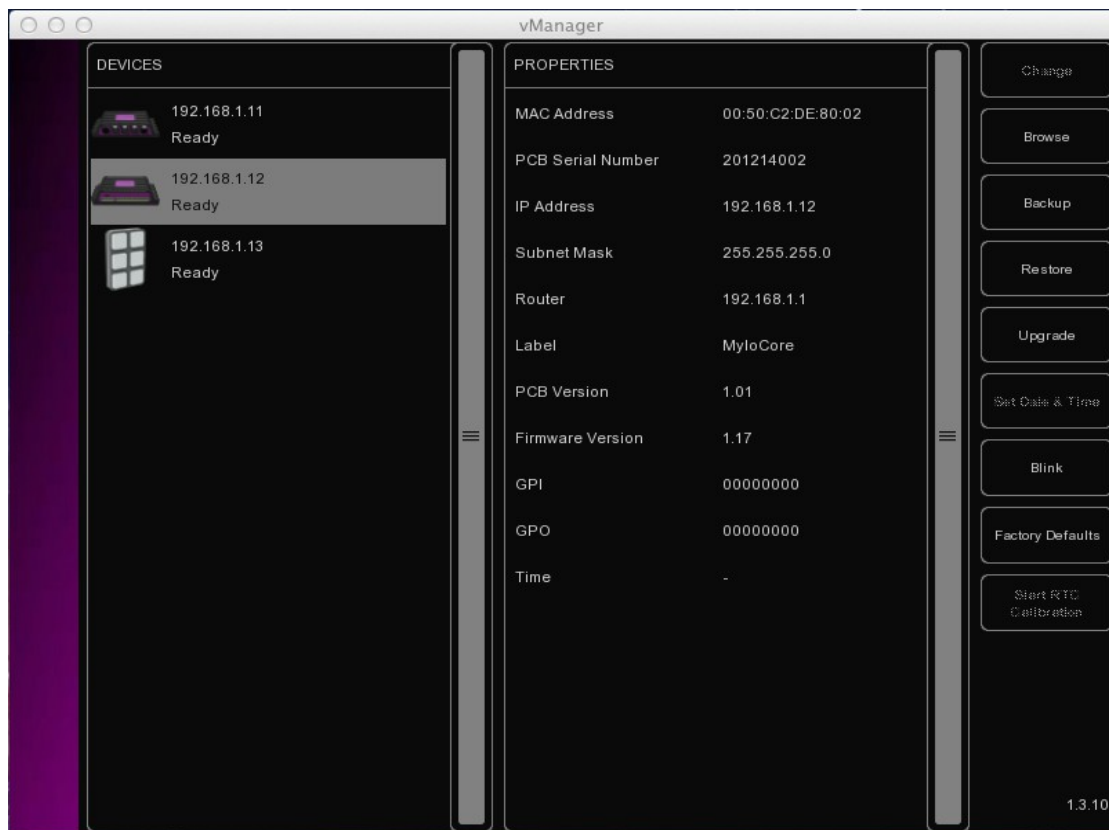 vManager
DEVICES
192.168.1.11
Ready
192.168.1.12
Ready
192.168.1.13
Ready
PROPERTIES
MAC Address 00:50:C2:DE:80:02
PCB Serial Number 201214002
IP Address 192.168.1.12
Subnet Mask 255.255.255.0
Router 192.168.1.1
Label MyIoCore
PCB Version 1.01
Firmware Version 1.17
GPI 00000000
GPO 00000000
Time -
Change
Browse
Backup
Restore
Upgrade
Set Date & Time
Blink
Factory Defaults
Start RTC
Calibration
1.3.10